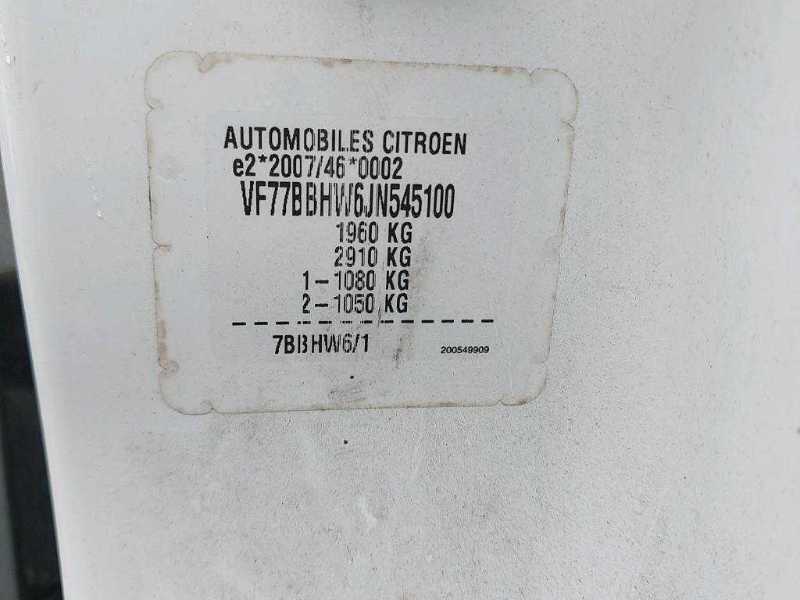 AUTOMOBILES CITROEN
e2*2007/46*0002
VF77BBHW6JN545100
1960 KG
2910 KG
1-1080 KG
2-1050 KG
7BBHW6/1
200549909